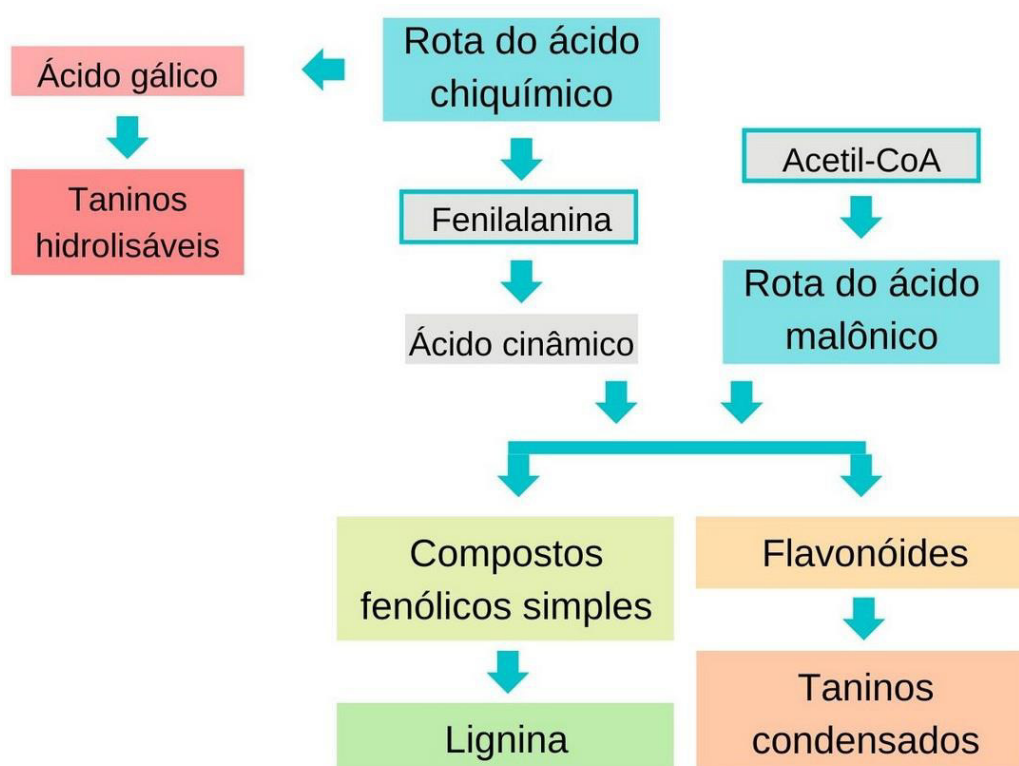 Rota do ácido
chiquímico
Ácido gálico
Taninos
hidrolisáveis
Fenilalanina
Ácido cinâmico
Acetil-CoA
Rota do ácido
malônico
Compostos
fenólicos simples
Lignina
Flavonóides
Taninos
condensados